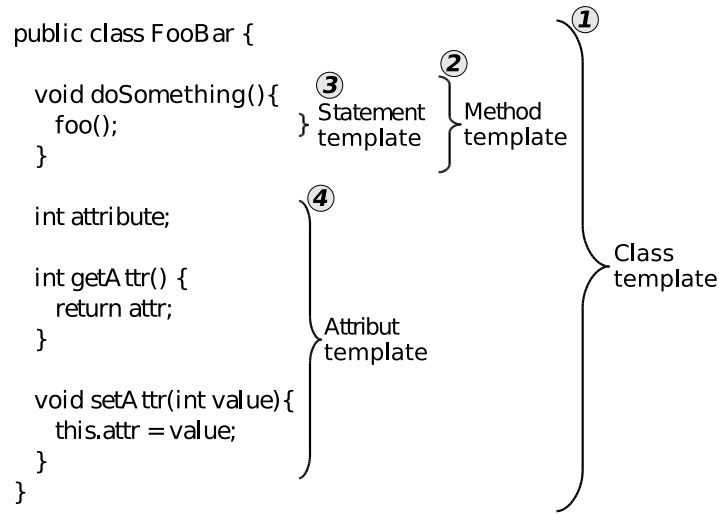 public class FooBar {
void doSomething(){
foo();
}
int attribute;
int getAttr() {
return attr;
}
void setAttr(int value){
this.attr = value;
}
}
1
Class
template
2
Method
template
3
Statement
template
4
Attribut
template